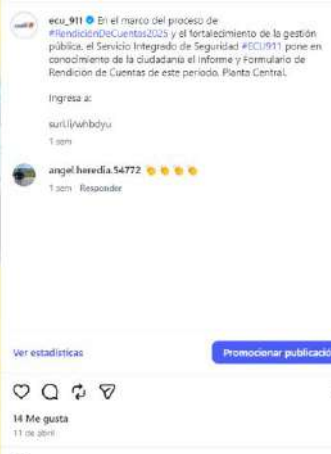 ecu_911 En el marco del proceso de
#RendiciónDeCuentas2025 y el fortalecimiento de la gestión
pública, el Servicio Integrado de Seguridad #ECU911 pone en
conocimiento de la ciudadanía el Informe y Formulario de
Rendición de Cuentas de este periodo. Planta Central.
Ingresa a:
surl.li/whbdyu
1 sem
angel.heredia.54772
1 sem Responder
Ver estadísticas
Promocionar publicació
14 Me gusta
11 de abril